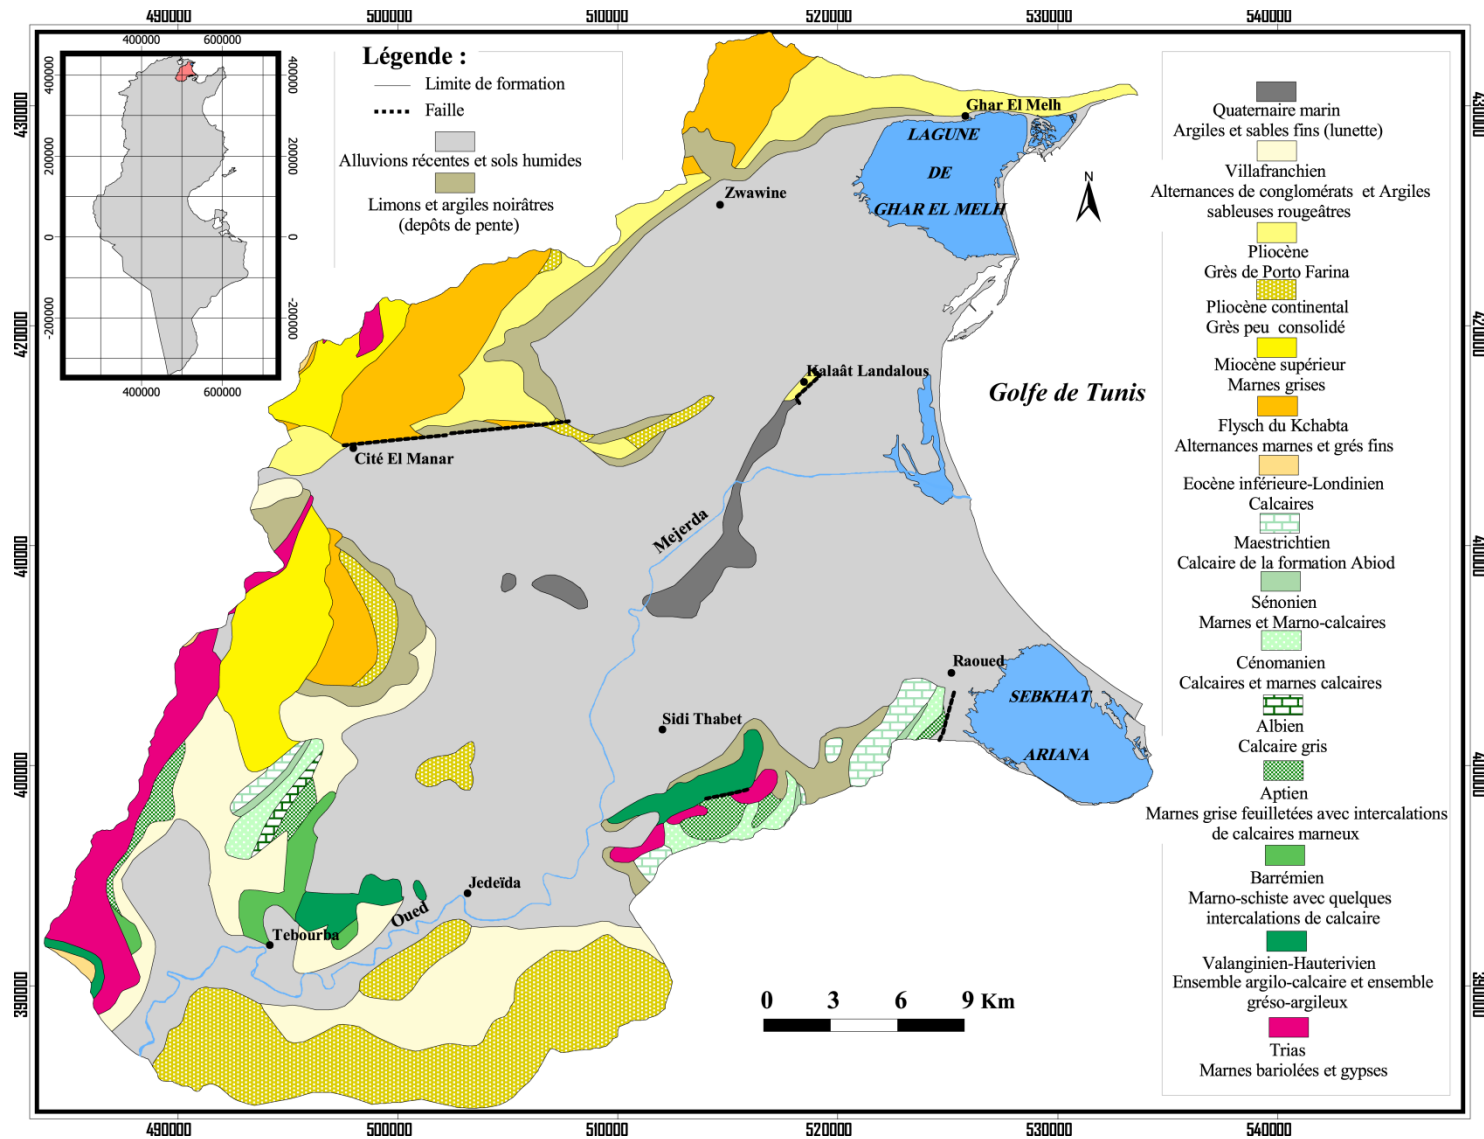 490000
500000
510000
520000
530000
540000
400000
600000
400000
200000
0
-200000
400000
200000
0
-200000
400000
600000
430000
420000
410000
400000
390000
Légende :
Limite de formation
Faille
Alluvions récentes et sols humides
Limons et argiles noirâtres
(depôts de pente)
Quaternaire marin
Argiles et sables fins (lunette)
Villafranchien
Alternances de conglomérats et Argiles
sableuses rougeâtres
Pliocène
Grès de Porto Farina
Pliocène continental
Grès peu consolidé
Miocène supérieur
Marnes grises
Flysch du Kchabta
Alternances marnes et grés fins
Eocène inférieure-Londinien
Calcaires
Maestrichtien
Calcaire de la formation Abiod
Sénonien
Marnes et Marno-calcaires
Cénomanien
Calcaires et marnes calcaires
Albien
Calcaire gris
Aptien
Marnes grise feuilletées avec intercalations
de calcaires marneux
Barrémien
Marno-schiste avec quelques
intercalations de calcaire
Valanginien-Hauterivien
Ensemble argilo-calcaire et ensemble
gréso-argileux
Trias
Marnes bariolées et gypses
Ghar El Melh
LAGUNE
DE
GHAR EL MELH
Zwawine
Kalaât Landalous
Golfe de Tunis
Cité El Manar
Mejerda
Raoued
SEBKHAT
ARIANA
Sidi Thabet
Jedeïda
Oued
Tebourba
N
0 3 6 9 Km
430000
420000
410000
400000
390000
490000
500000
510000
520000
530000
540000